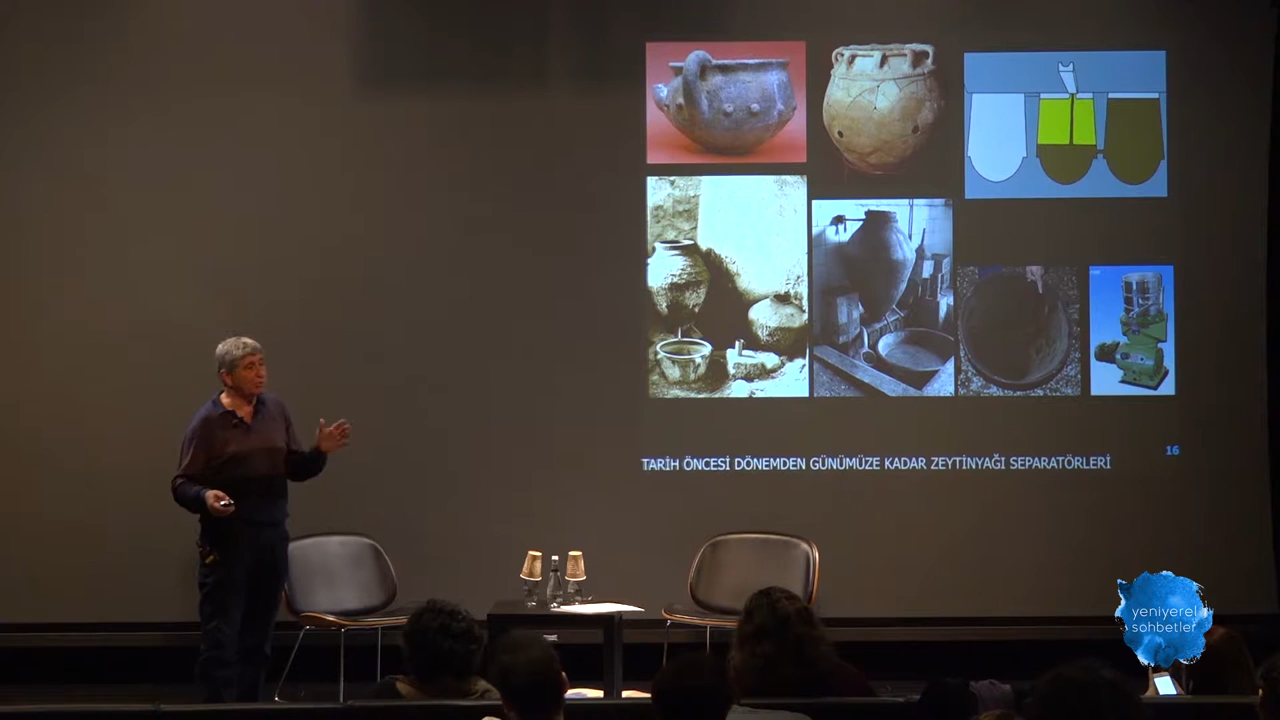 TARİH ÖNCESİ DÖNEMDEN GÜNÜMÜZE KADAR ZEYTİNYAĞI SEPARATÖRLERİ
16
yeniyerel
sohbetler